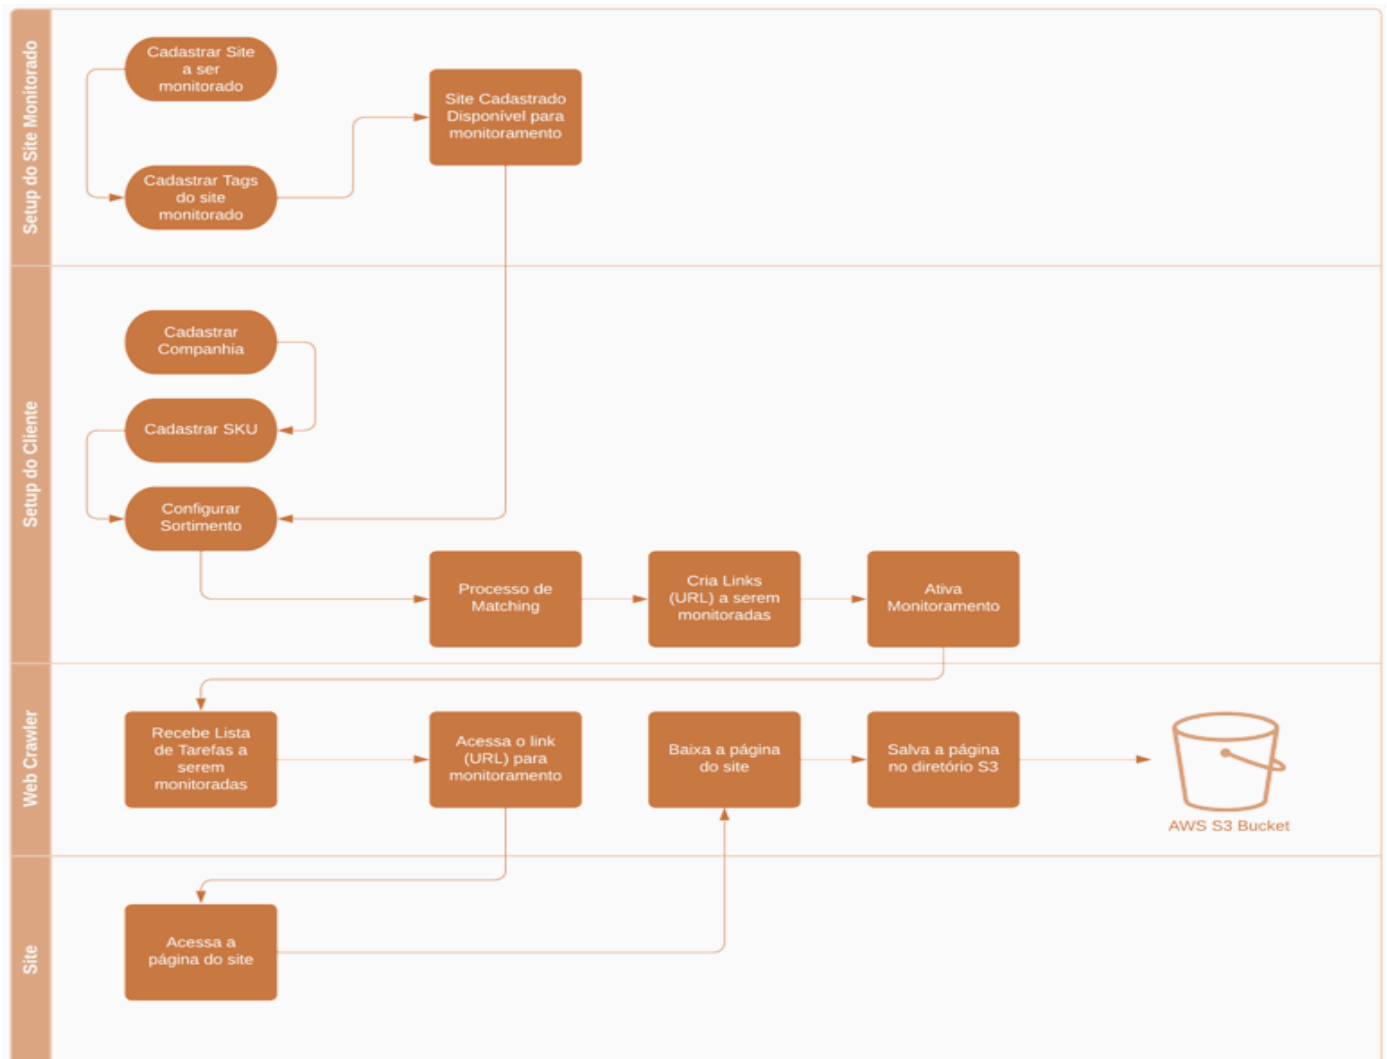 Setup do Site Monitorado
Cadastrar Site
a ser
monitorado
Cadastrar Tags
do site
monitorado
Site Cadastrado
Disponível para
monitoramento
Setup do Cliente
Cadastrar
Companhia
Cadastrar SKU
Configurar
Sortimento
Processo de
Matching
Cria Links
(URL) a serem
monitoradas
Ativa
Monitoramento
Web Crawler
Recebe Lista
de Tarefas a
serem
monitoradas
Acessa o link
(URL) para
monitoramento
Baixa a página
do site
Salva a página
no diretório S3
AWS S3 Bucket
Site
Acessa a
página do site